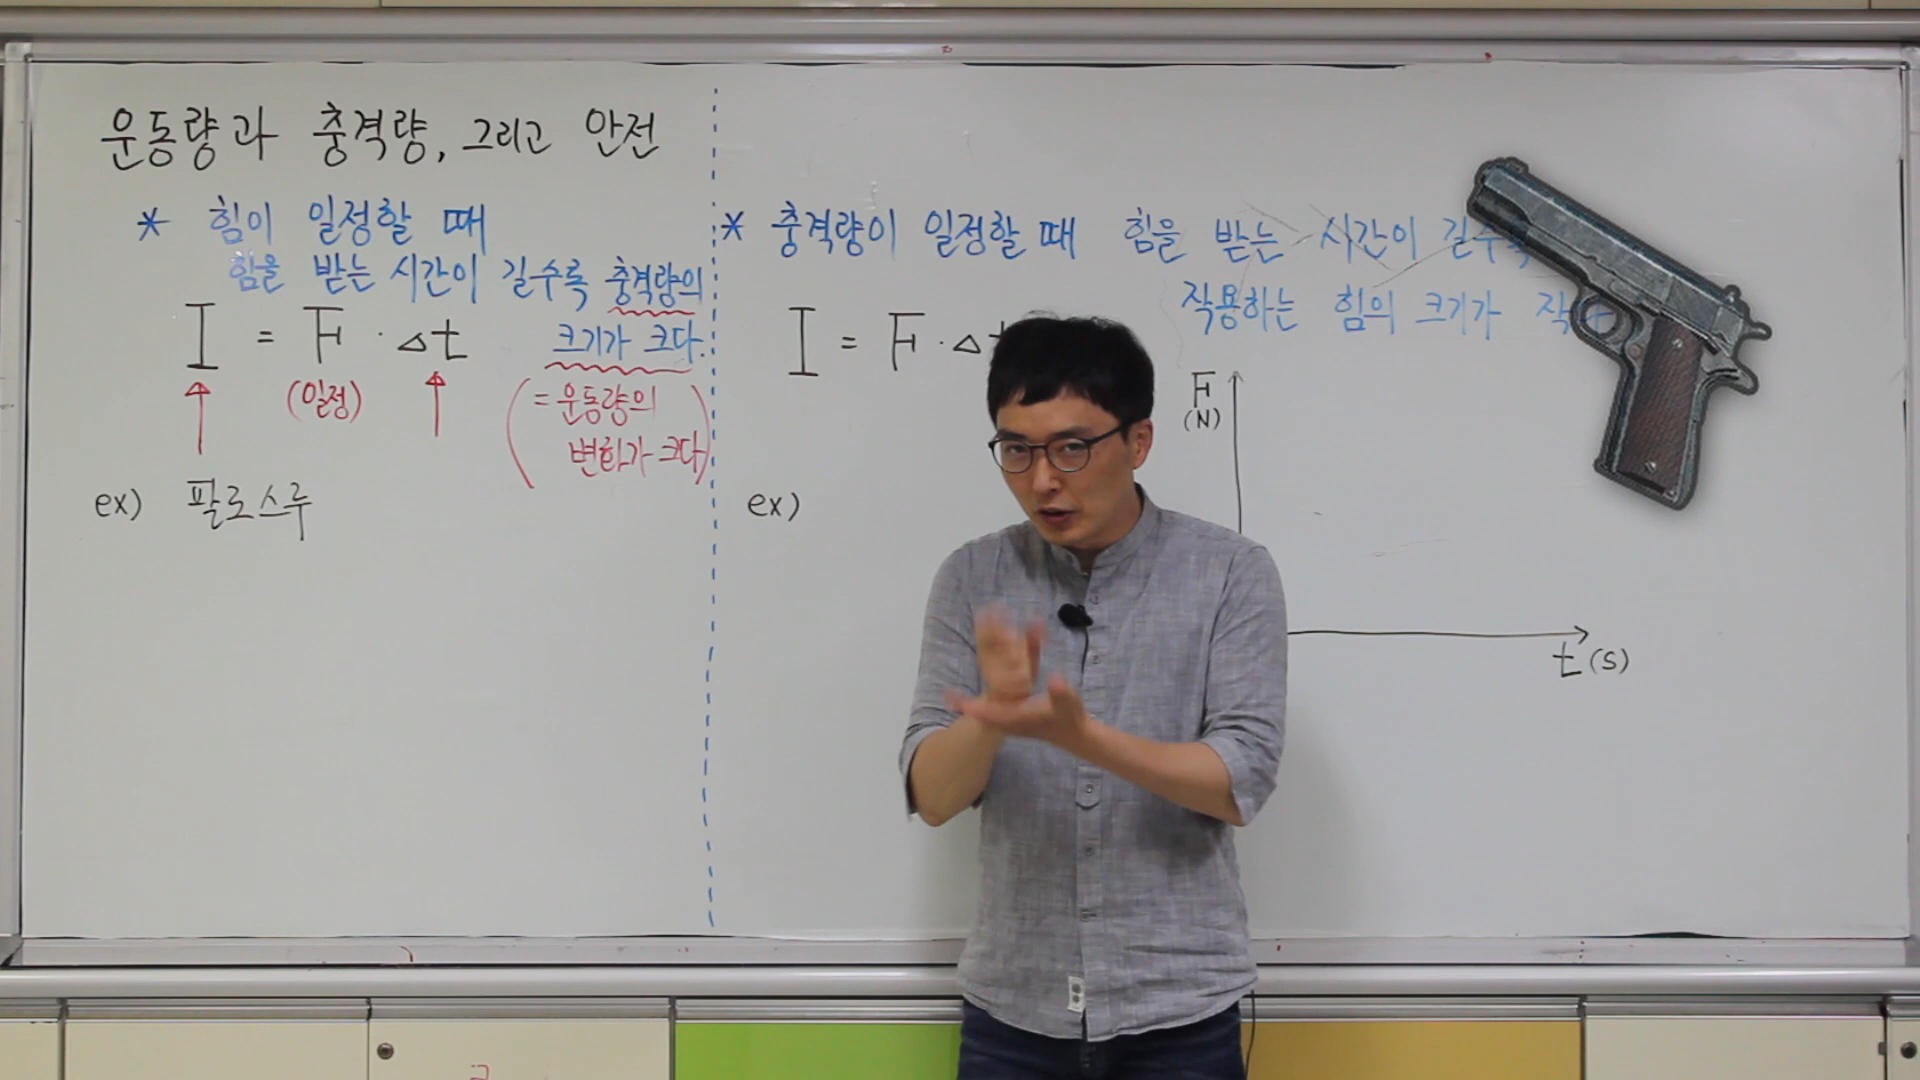 운동량과 충격량, 그리고 안전
* 힘이 일정할 때
힘을 받는 시간이 길수록 충격량의
크기가 크다.
I = F · Δt
(일정)
(= 운동량의
변화가 크다)
ex) 팔로스루
* 충격량이 일정할 때 힘을 받는 시간이
작용하는 힘의 크기가
I = F · Δt
F
(N)
ex)
t (s)